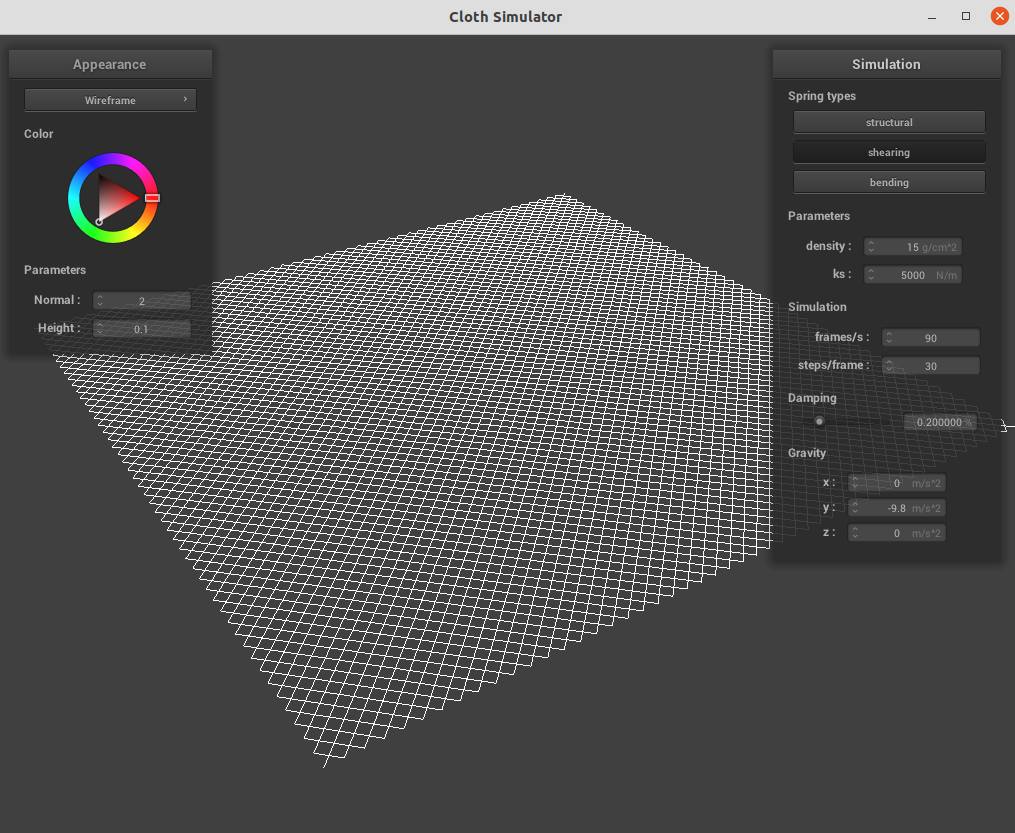 Cloth Simulator
Appearance
Wireframe
Color
Parameters
Normal : 2
Height : 0.1
Simulation
Spring types
structural
shearing
bending
Parameters
density : 15 g/cm^2
ks : 5000 N/m
Simulation
frames/s : 90
steps/frame : 30
Damping
0.200000 %
Gravity
x : 0 m/s^2
y : -9.8 m/s^2
z : 0 m/s^2